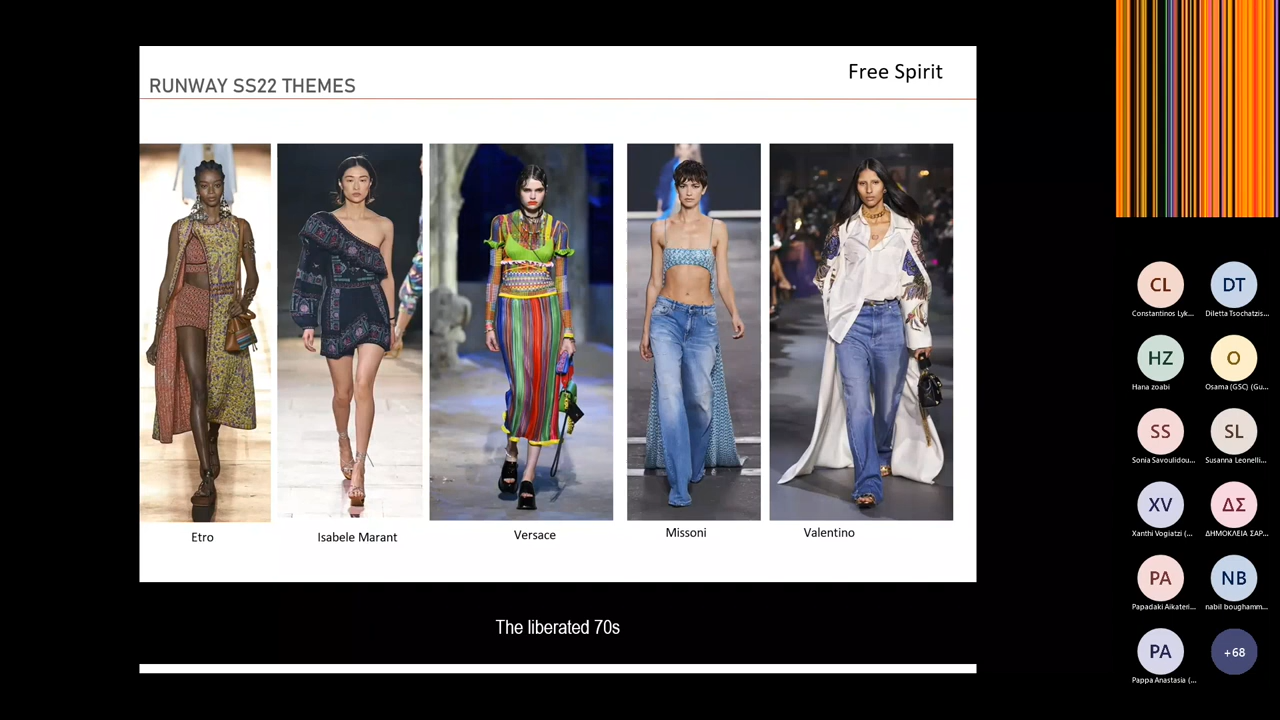 RUNWAY SS22 THEMES
Free Spirit
Etro
Isabele Marant
Versace
Missoni
Valentino
The liberated 70s
CL
DT
Constantinos Lyk...
Diletta Tsochatzis...
HZ
O
Hana zoabi
Osama (GSC) (Gu...
SS
SL
Sonia Savoulidou...
Susanna Leonelli...
XV
ΔΣ
Xanthi Vogiatzi (...
ΔΗΜΟΚΛΕΙΑ ΣΑΡ...
PA
NB
Papadaki Aikateri...
nabil boughamm...
PA
+68
Pappa Anastasia (...